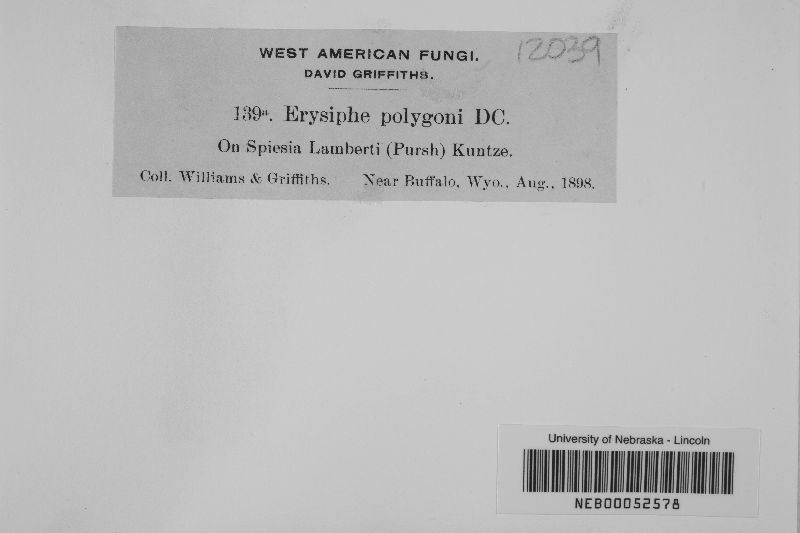 WEST AMERICAN FUNGI. 12039
DAVID GRIFFITHS.
139a. Erysiphe polygoni DC.
On Spiesia Lamberti (Pursh) Kuntze.
Coll. Williams & Griffiths. Near Buffalo, Wyo., Aug., 1898.
University of Nebraska - Lincoln
NEB00052578